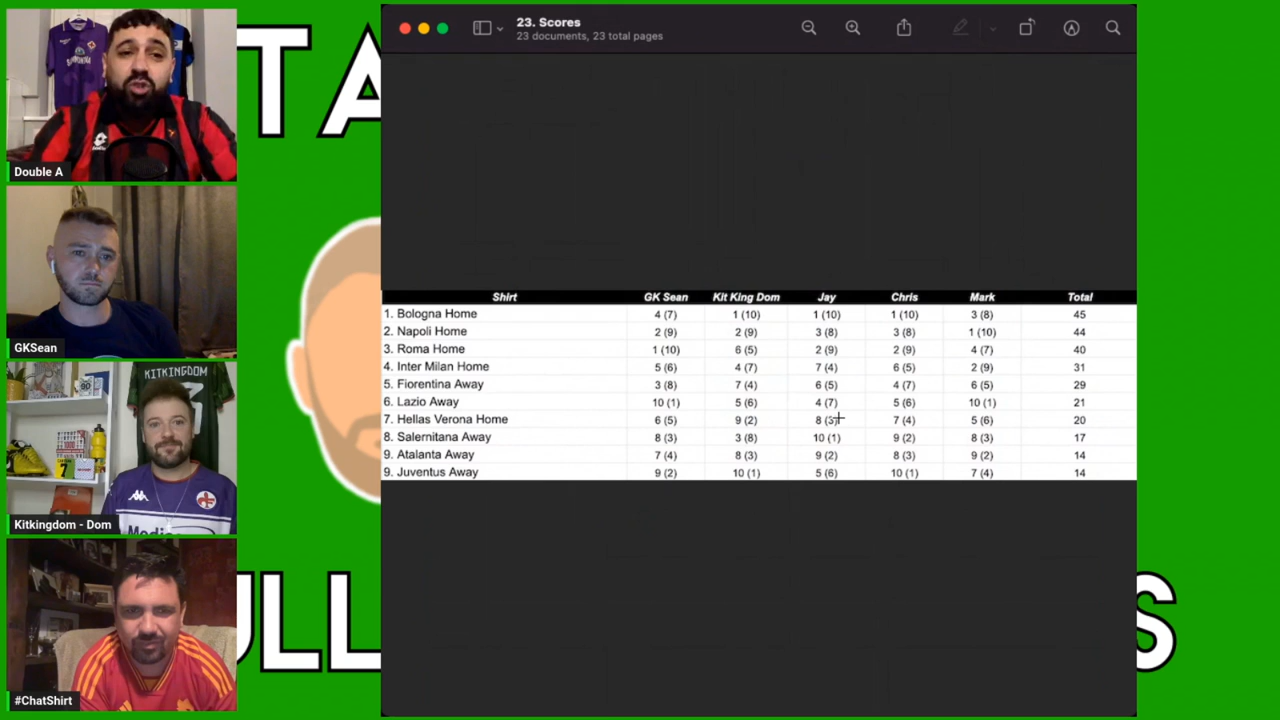 23. Scores
23 documents, 23 total pages
TA
KITKINGDOM
Double A
GKSean
Kitkingdom - Dom
#ChatShirt
Shirt GK Sean Kit King Dom Jay Chris Mark Total
1. Bologna Home 4 (7) 1 (10) 1 (10) 1 (10) 3 (8) 45
2. Napoli Home 2 (9) 2 (9) 3 (8) 3 (8) 1 (10) 44
3. Roma Home 1 (10) 6 (5) 2 (9) 2 (9) 4 (7) 40
4. Inter Milan Home 5 (6) 4 (7) 7 (4) 6 (5) 2 (9) 31
5. Fiorentina Away 3 (8) 7 (4) 6 (5) 4 (7) 6 (5) 29
6. Lazio Away 10 (1) 5 (6) 4 (7) 5 (6) 10 (1) 21
7. Hellas Verona Home 6 (5) 9 (2) 8 (3) 7 (4) 5 (6) 20
8. Salernitana Away 8 (3) 3 (8) 10 (1) 9 (2) 8 (3) 17
9. Atalanta Away 7 (4) 8 (3) 9 (2) 8 (3) 9 (2) 14
9. Juventus Away 9 (2) 10 (1) 5 (6) 10 (1) 7 (4) 14
ULL S